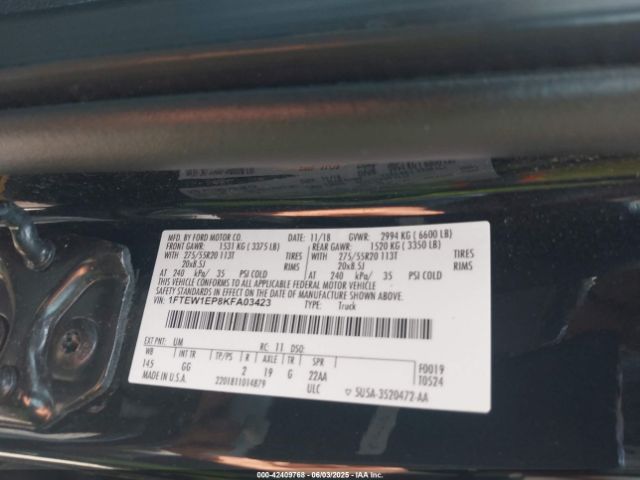 MFD. BY FORD MOTOR CO. 11/18 GVWR: 2994 KG ( 6600 LB)
FRONT GAWR: 1531 KG ( 3375 LB) REAR GAWR: 1520 KG ( 3350 LB)
WITH 275/55R20 113T TIRES WITH 275/55R20 113T TIRES
20x8.5J RIMS 20x8.5J RIMS
AT 240 kPa/ 35 PSI COLD AT 240 kPa/ 35 PSI COLD
THIS VEHICLE CONFORMS TO ALL APPLICABLE FEDERAL MOTOR VEHICLE
SAFETY STANDARDS IN EFFECT ON THE DATE OF MANUFACTURE SHOWN ABOVE.
VIN: 1FTEW1EP8KFA03423 TYPE: Truck
EXT PNT: UM RC: 11 DSO:
WB INT TR TP/PS R AXLE TR SPR
145 GG 2 19 G 22AA F0019
MADE IN U.S.A. 2201811014879 ULC T0524
5U5A-3520472-AA
000-42409768 - 06/03/2025 - IAA Inc.